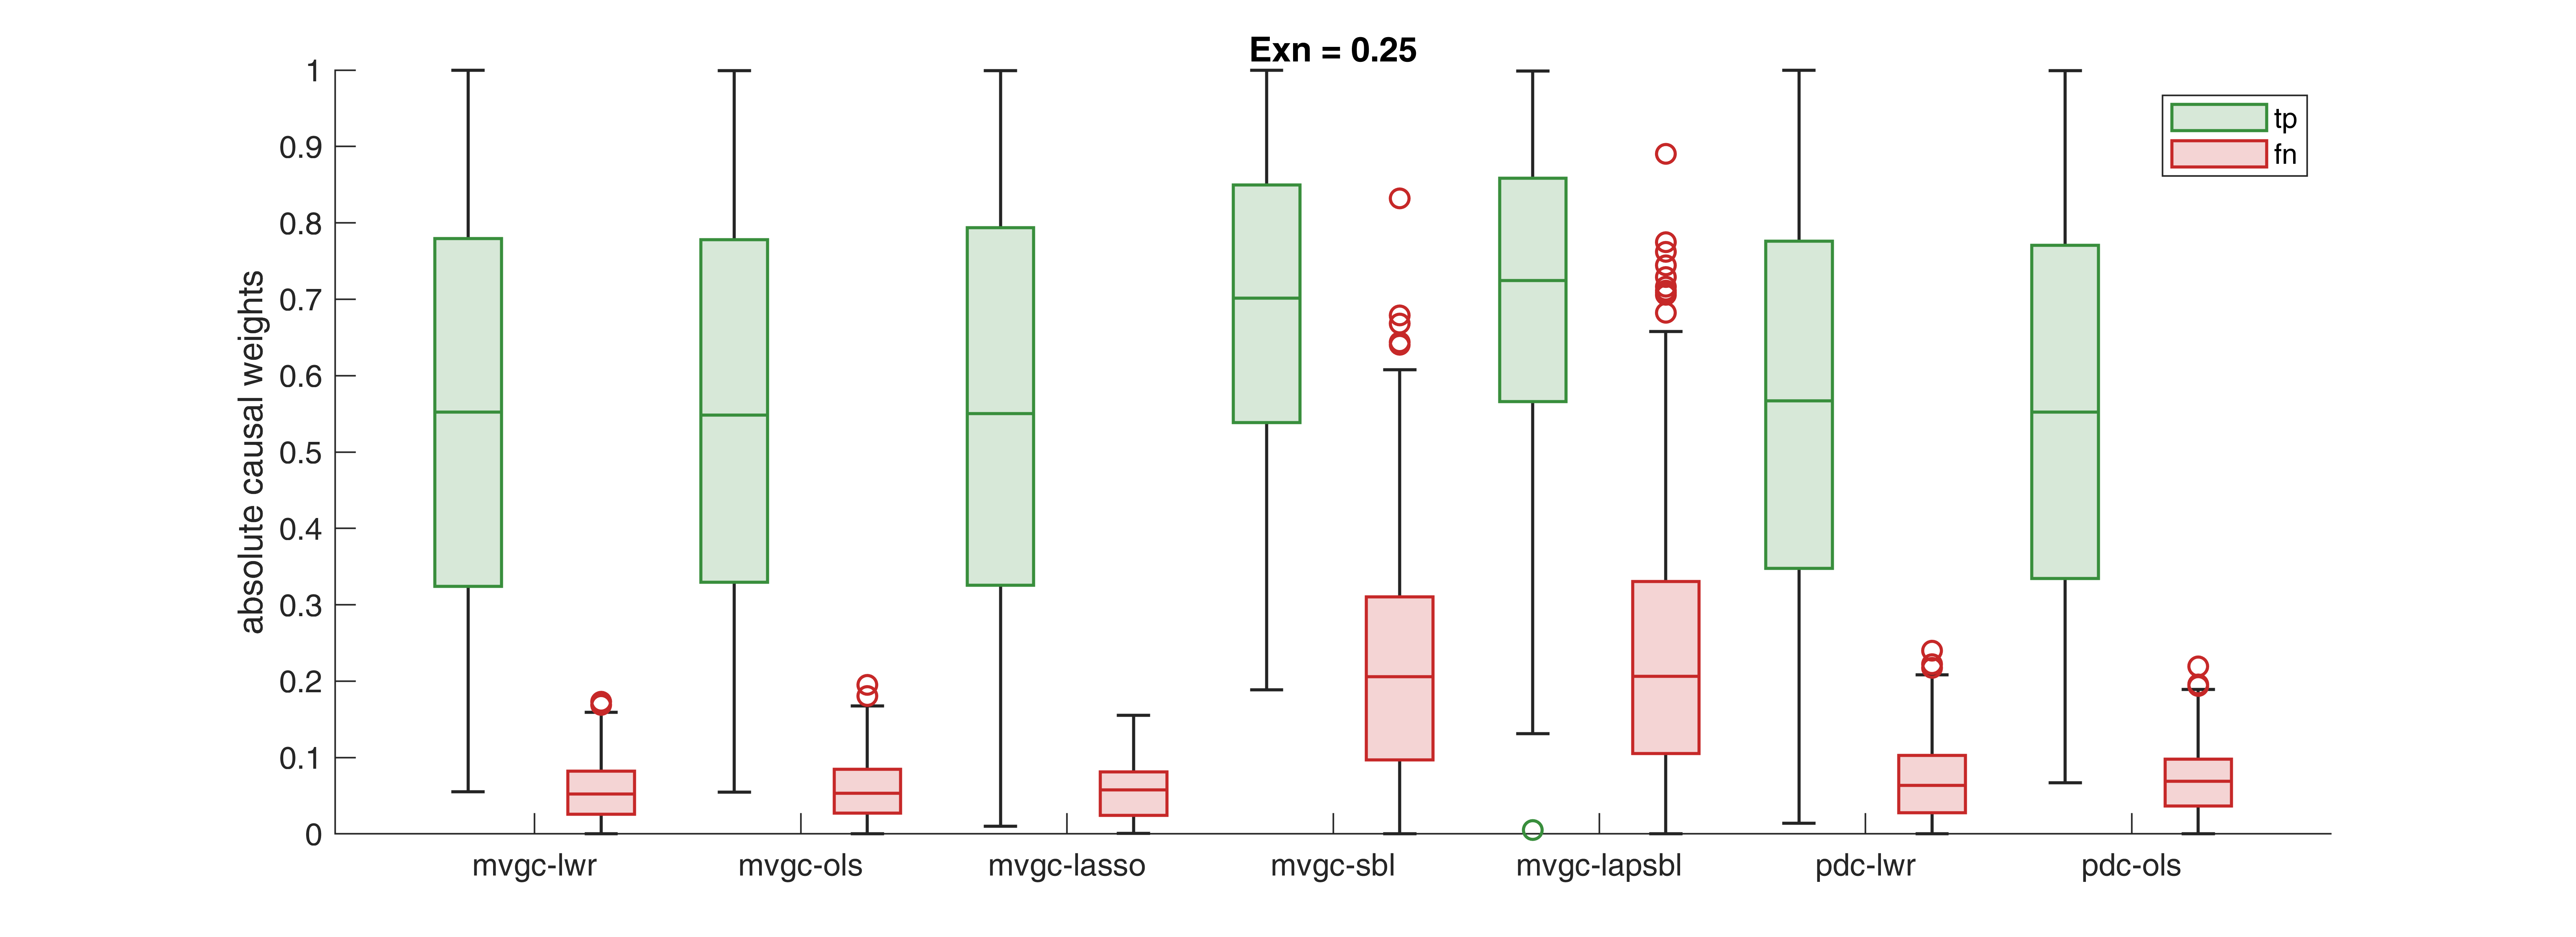 Exn = 0.25
absolute causal weights
1
0.9
0.8
0.7
0.6
0.5
0.4
0.3
0.2
0.1
0
tp
fn
mvgc-lwr
mvgc-ols
mvgc-lasso
mvgc-sbl
mvgc-lapsbl
pdc-lwr
pdc-ols